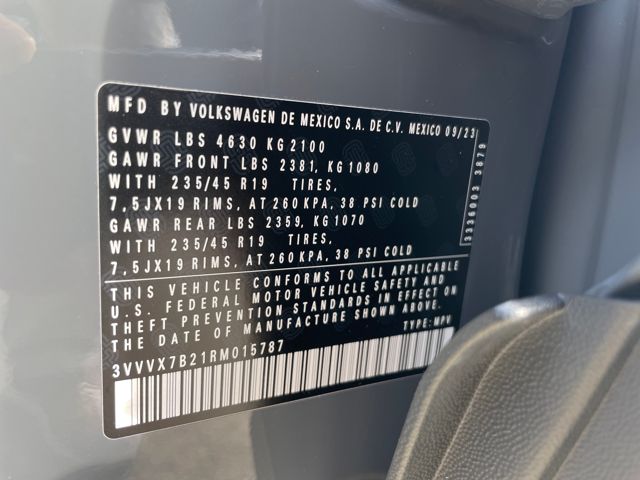 MFD BY VOLKSWAGEN DE MEXICO S.A. DE C.V. MEXICO 09/23
GVWR LBS 4630 KG 2100
GAWR FRONT LBS 2381, KG 1080
WITH 235/45 R19 TIRES,
7,5JX19 RIMS, AT 260 KPA, 38 PSI COLD
GAWR REAR LBS 2359, KG 1070
WITH 235/45 R19 TIRES,
7,5JX19 RIMS, AT 260 KPA, 38 PSI COLD
THIS VEHICLE CONFORMS TO ALL APPLICABLE
U.S. FEDERAL MOTOR VEHICLE SAFETY AND
THEFT PREVENTION STANDARDS IN EFFECT ON
THE DATE OF MANUFACTURE SHOWN ABOVE.
3VVVX7B21RM015787 TYPE: MPV
3336003 3879